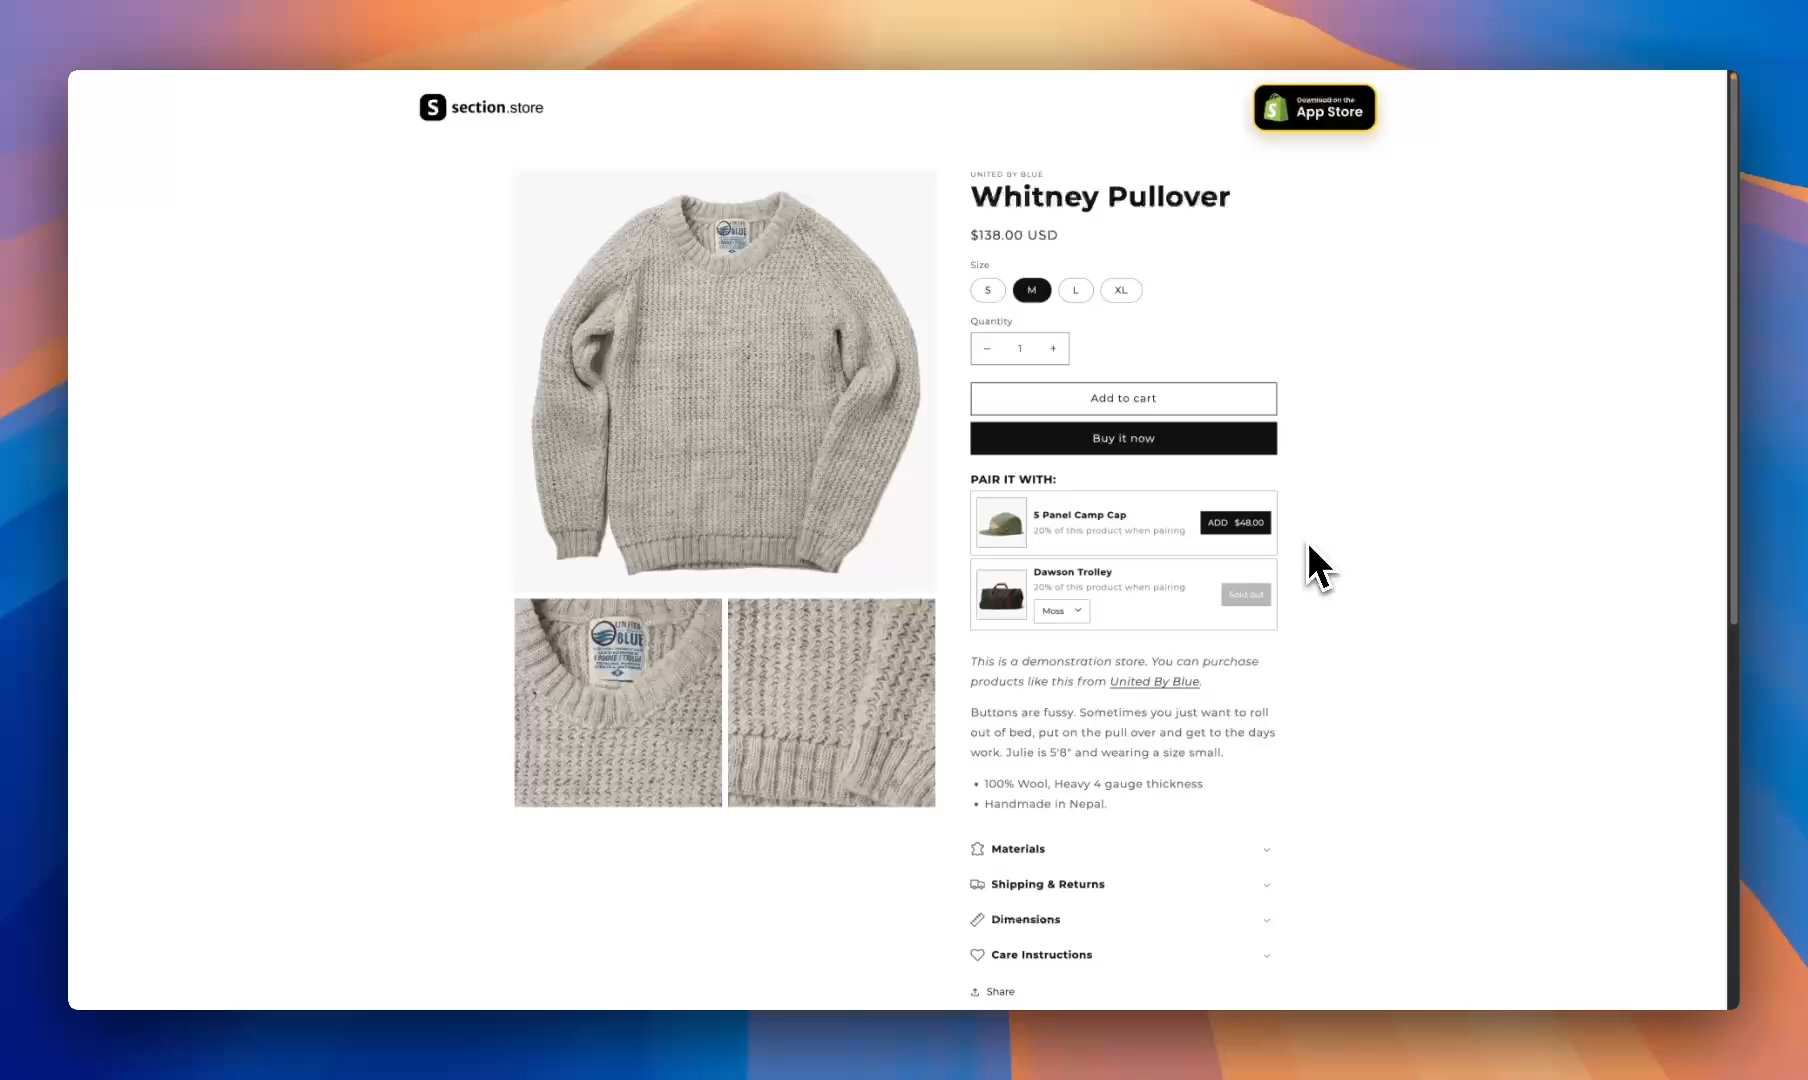 S section.store
Download on the
App Store
UNITED BY BLUE
Whitney Pullover
$138.00 USD
Size
S M L XL
Quantity
− 1 +
Add to cart
Buy it now
PAIR IT WITH:
5 Panel Camp Cap
20% of this product when pairing
ADD $48.00
Dawson Trolley
20% of this product when pairing
Moss
Sold out
This is a demonstration store. You can purchase
products like this from United By Blue.
Buttons are fussy. Sometimes you just want to roll
out of bed, put on the pull over and get to the days
work. Julie is 5'8" and wearing a size small.
• 100% Wool, Heavy 4 gauge thickness
• Handmade in Nepal.
Materials
Shipping & Returns
Dimensions
Care Instructions
Share
BLUE
UNITED
BLUE